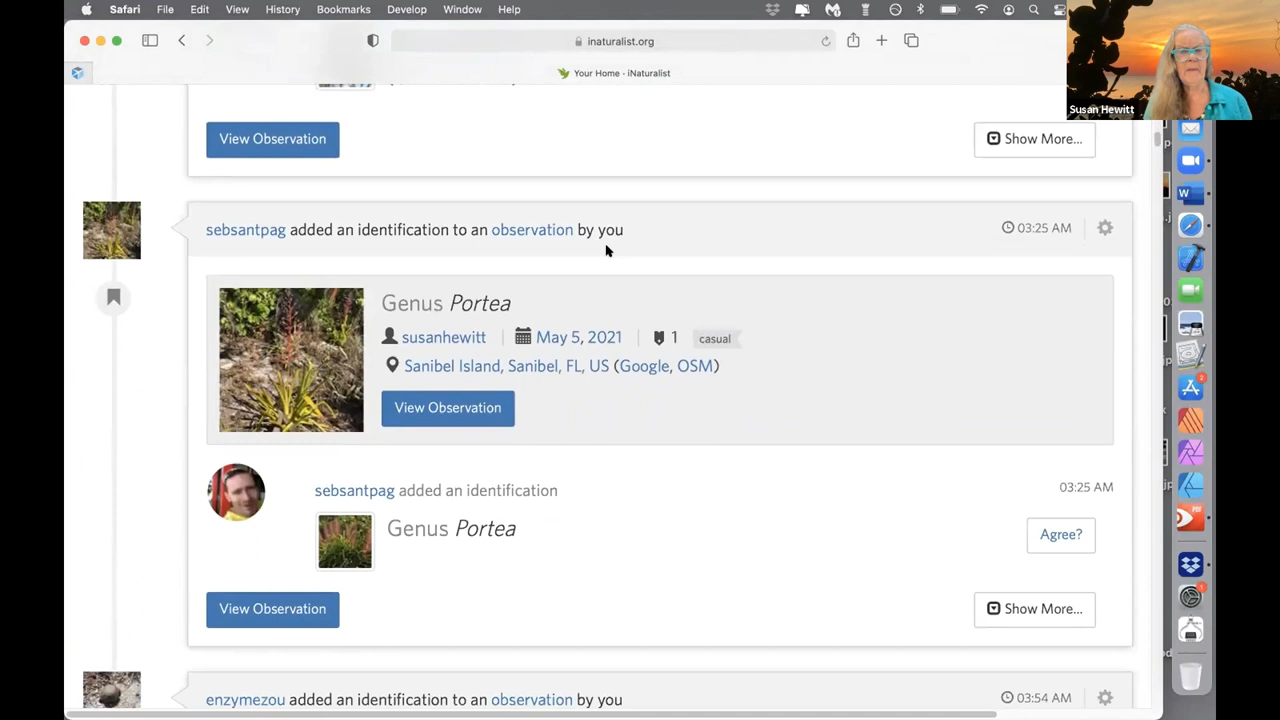 Safari File Edit View History Bookmarks Develop Window Help
inaturalist.org
Your Home · iNaturalist
Susan Hewitt
View Observation
Show More...
sebsantpag added an identification to an observation by you
03:25 AM
Genus Portea
susanhewitt May 5, 2021 1 casual
Sanibel Island, Sanibel, FL, US (Google, OSM)
View Observation
sebsantpag added an identification
03:25 AM
Genus Portea
Agree?
View Observation
Show More...
enzymezou added an identification to an observation by you
03:54 AM